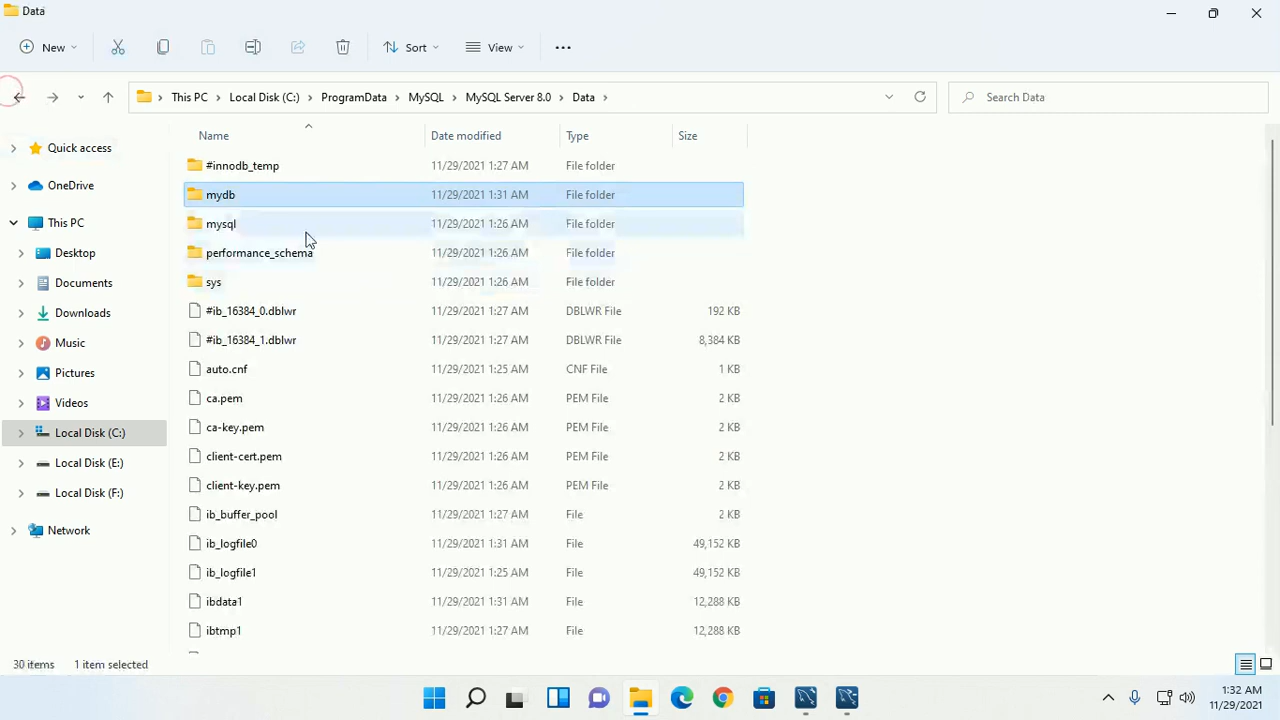 Data
New
Sort
View
This PC > Local Disk (C:) > ProgramData > MySQL > MySQL Server 8.0 > Data >
Search Data
Quick access
OneDrive
This PC
Desktop
Documents
Downloads
Music
Pictures
Videos
Local Disk (C:)
Local Disk (E:)
Local Disk (F:)
Network
Name Date modified Type Size
#innodb_temp 11/29/2021 1:27 AM File folder
mydb 11/29/2021 1:31 AM File folder
mysql 11/29/2021 1:26 AM File folder
performance_schema 11/29/2021 1:26 AM File folder
sys 11/29/2021 1:26 AM File folder
#ib_16384_0.dblwr 11/29/2021 1:27 AM DBLWR File 192 KB
#ib_16384_1.dblwr 11/29/2021 1:27 AM DBLWR File 8,384 KB
auto.cnf 11/29/2021 1:25 AM CNF File 1 KB
ca.pem 11/29/2021 1:26 AM PEM File 2 KB
ca-key.pem 11/29/2021 1:26 AM PEM File 2 KB
client-cert.pem 11/29/2021 1:26 AM PEM File 2 KB
client-key.pem 11/29/2021 1:26 AM PEM File 2 KB
ib_buffer_pool 11/29/2021 1:27 AM File 2 KB
ib_logfile0 11/29/2021 1:31 AM File 49,152 KB
ib_logfile1 11/29/2021 1:25 AM File 49,152 KB
ibdata1 11/29/2021 1:31 AM File 12,288 KB
ibtmp1 11/29/2021 1:27 AM File 12,288 KB
30 items 1 item selected
1:32 AM
11/29/2021